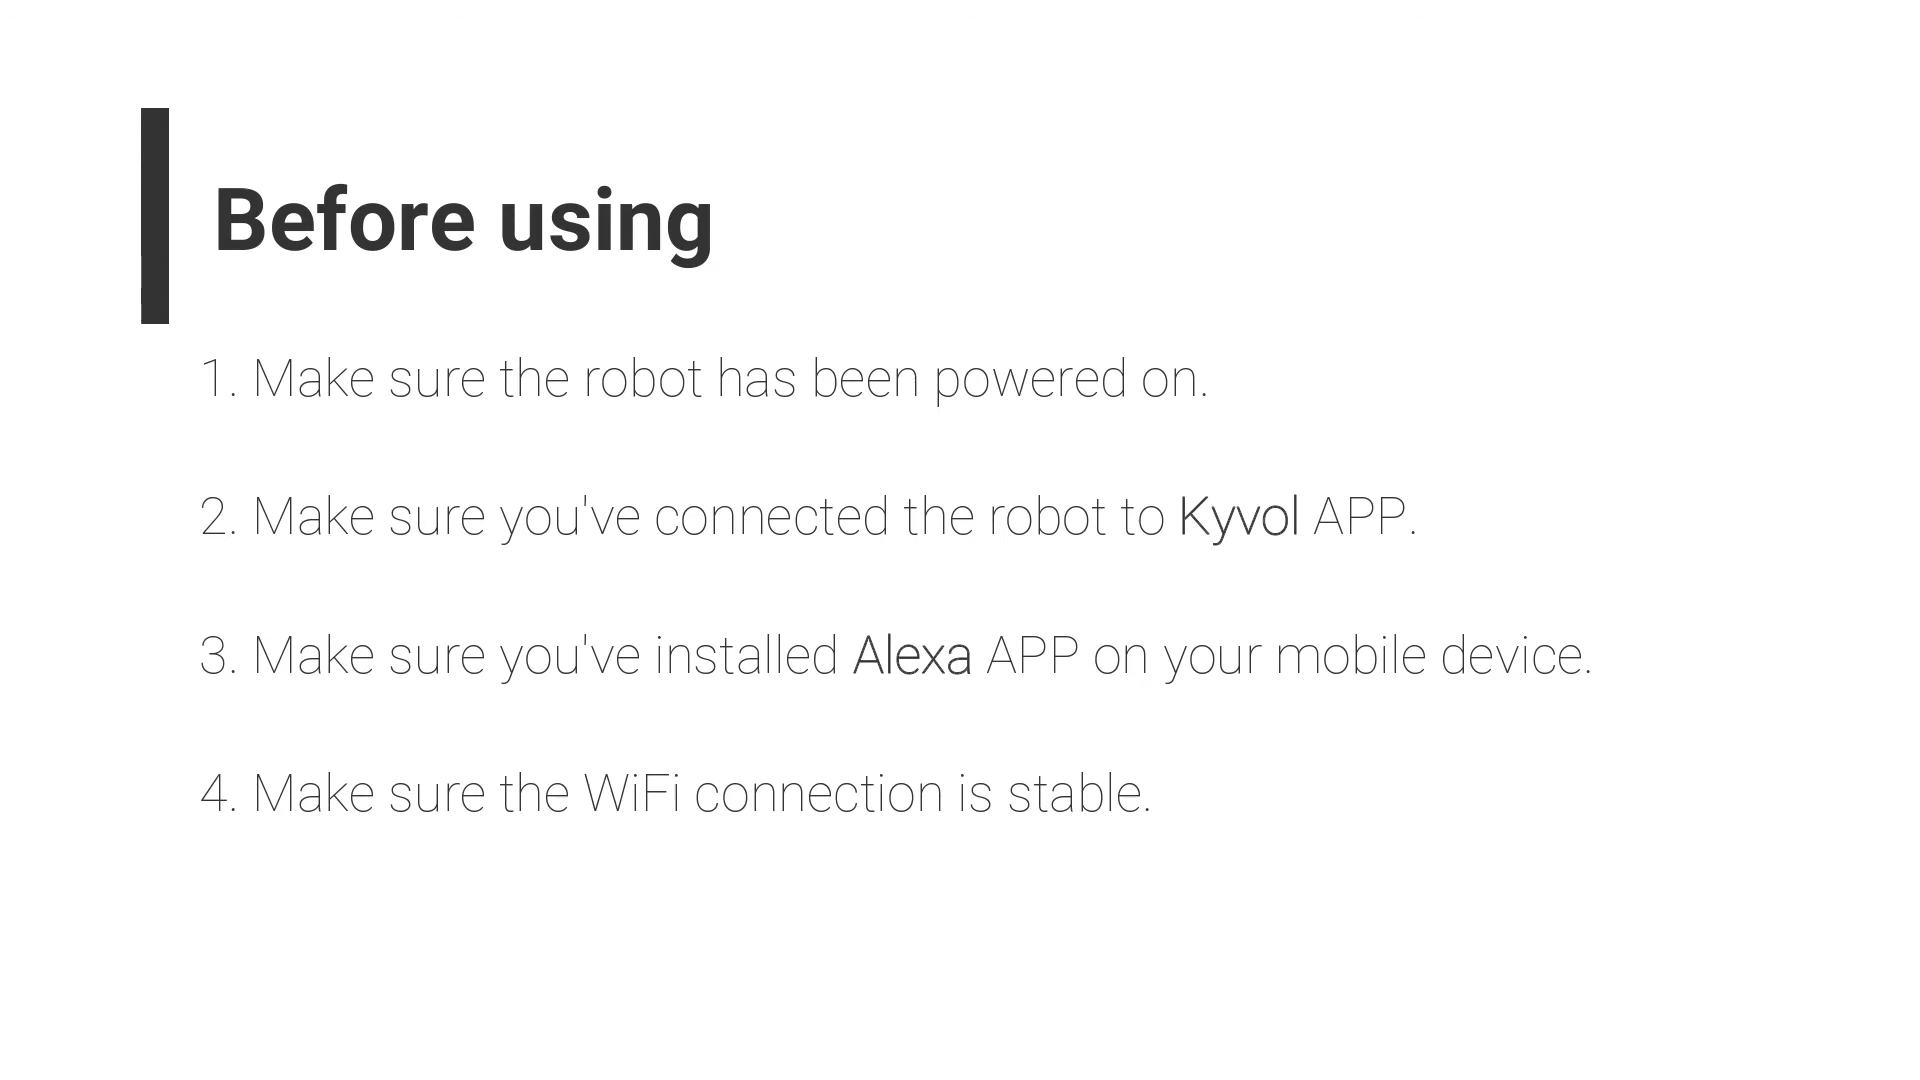 Before using
1. Make sure the robot has been powered on.
2. Make sure you've connected the robot to Kyvol APP.
3. Make sure you've installed Alexa APP on your mobile device.
4. Make sure the WiFi connection is stable.